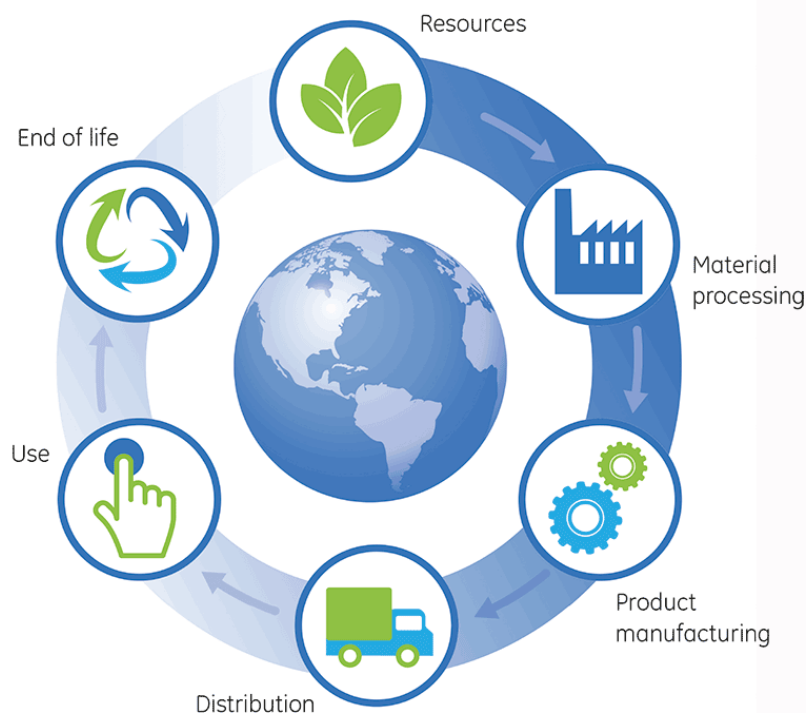 Resources
Material
processing
Product
manufacturing
Distribution
Use
End of life